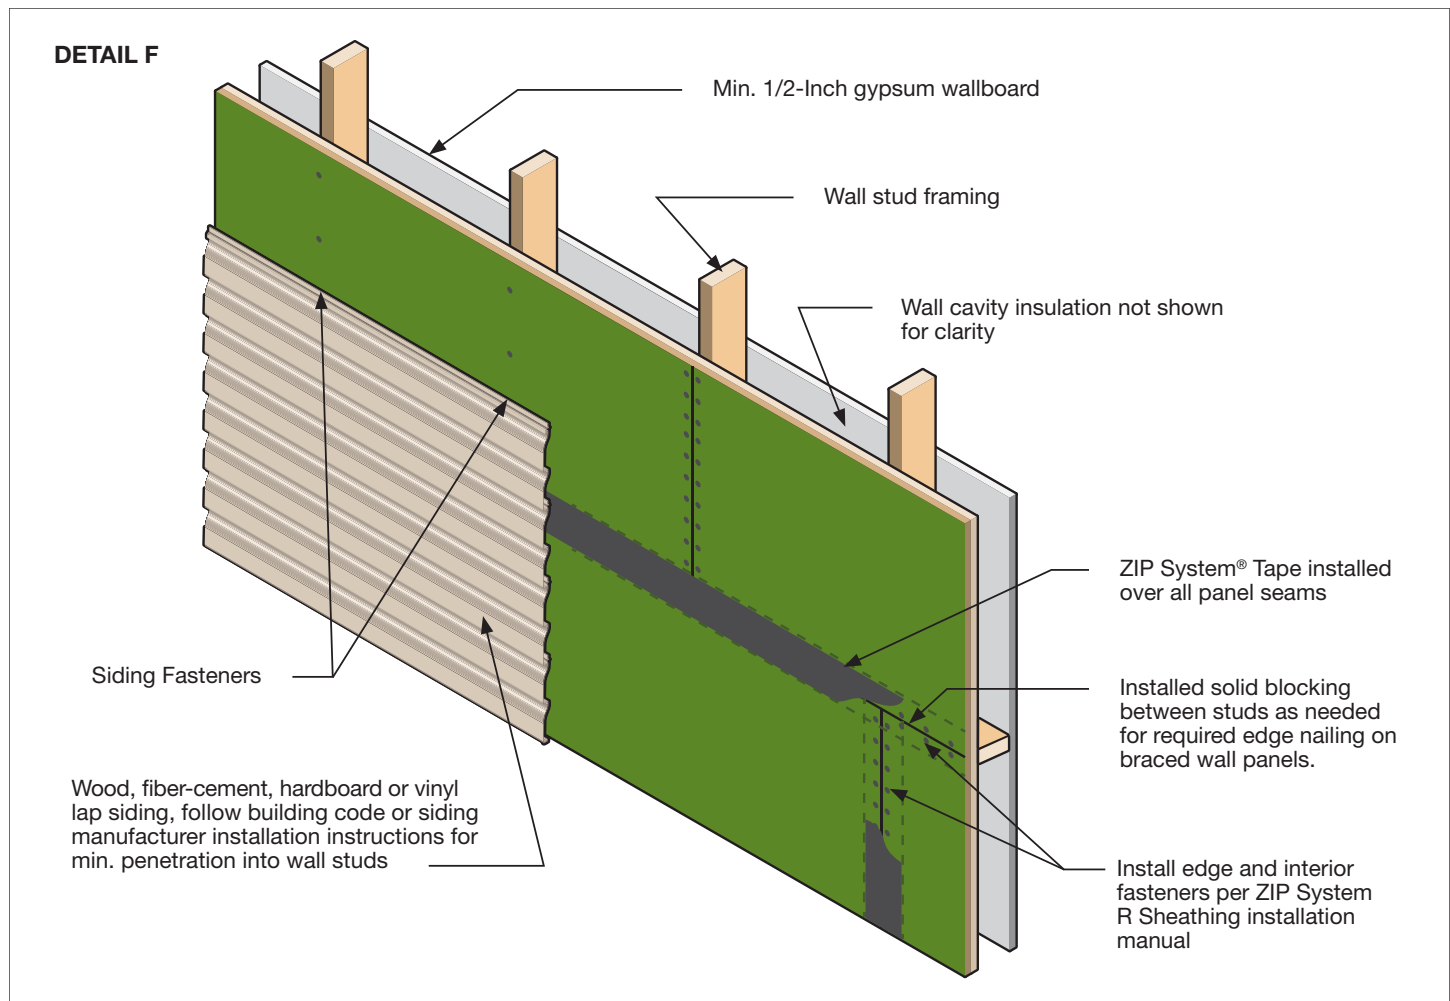 DETAIL F
Min. 1/2-Inch gypsum wallboard
Wall stud framing
Wall cavity insulation not shown
for clarity
ZIP System® Tape installed
over all panel seams
Siding Fasteners
Installed solid blocking
between studs as needed
for required edge nailing on
braced wall panels.
Wood, fiber-cement, hardboard or vinyl
lap siding, follow building code or siding
manufacturer installation instructions for
min. penetration into wall studs
Install edge and interior
fasteners per ZIP System
R Sheathing installation
manual